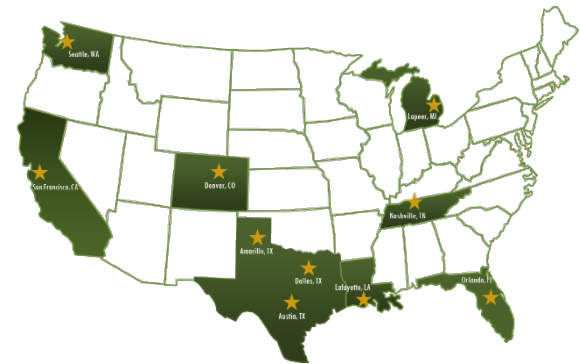 Seattle, WA
Lapeer, MI
San Francisco, CA
Denver, CO
Nashville, TN
Amarillo, TX
Dallas, TX
Lafayette, LA
Orlando,
Austin, TX